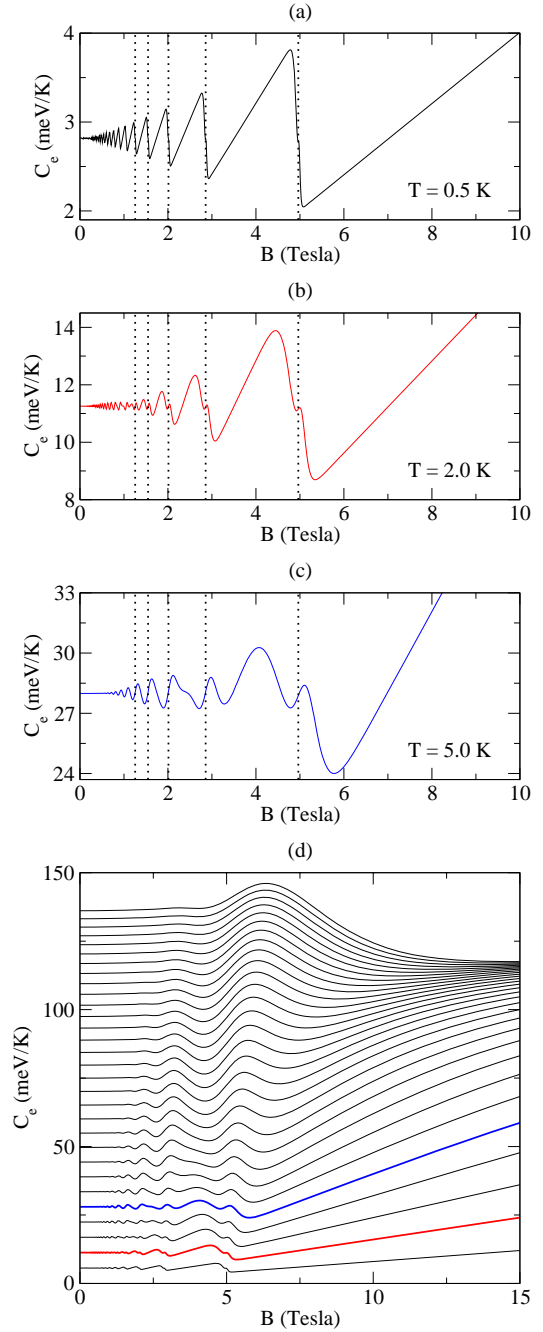 (a)
4
3
2
C_e (meV/K)
T = 0.5 K
0 2 4 6 8 10
B (Tesla)
(b)
14
12
10
8
C_e (meV/K)
T = 2.0 K
0 2 4 6 8 10
B (Tesla)
(c)
33
30
27
24
C_e (meV/K)
T = 5.0 K
0 2 4 6 8 10
B (Tesla)
(d)
150
100
50
0
C_e (meV/K)
0 5 10 15
B (Tesla)